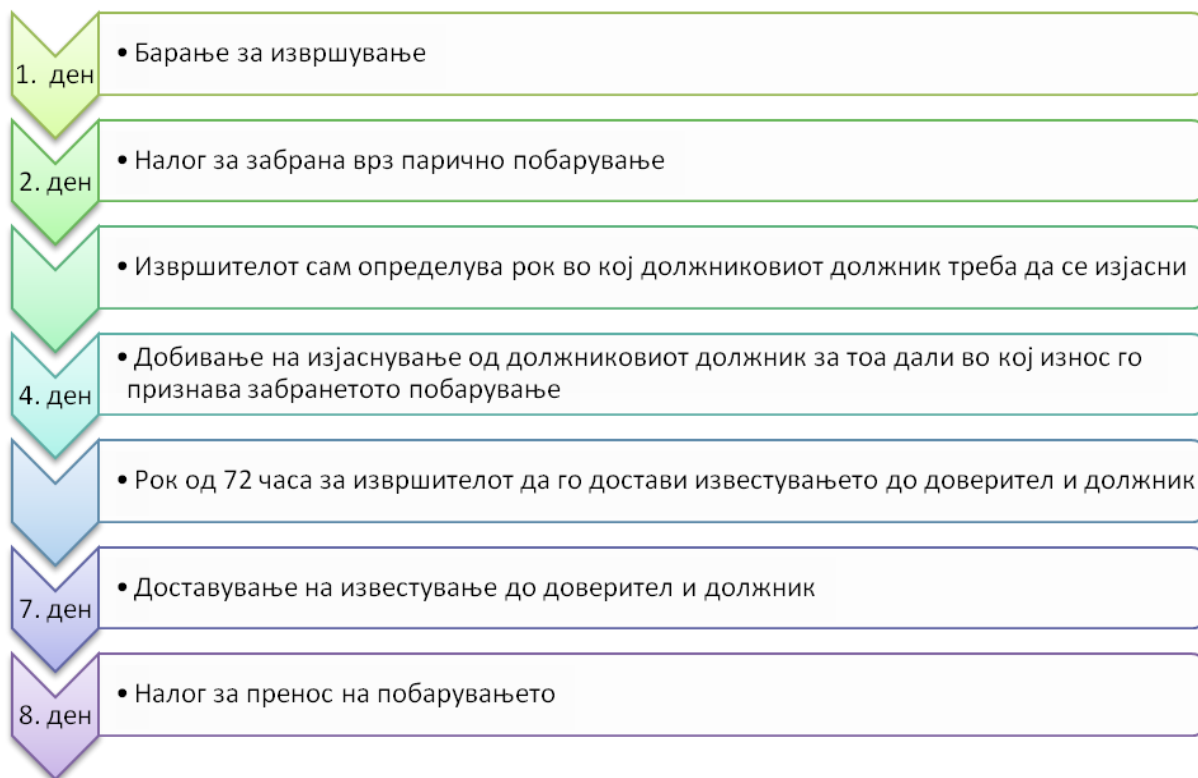 1. ден
• Барање за извршување
2. ден
• Налог за забрана врз парично побарување
• Извршителот сам определува рок во кој должниковиот должник треба да се изјасни
4. ден
• Добивање на изјаснување од должниковиот должник за тоа дали во кој износ го
признава забранетото побарување
• Рок од 72 часа за извршителот да го достави известувањето до доверител и должник
7. ден
• Доставување на известување до доверител и должник
8. ден
• Налог за пренос на побарувањето